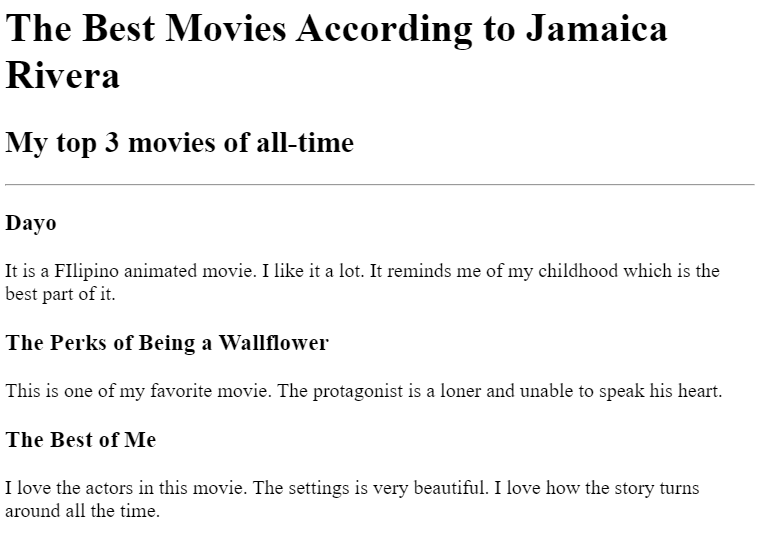 The Best Movies According to Jamaica
Rivera
My top 3 movies of all-time
Dayo
It is a FIlipino animated movie. I like it a lot. It reminds me of my childhood which is the
best part of it.
The Perks of Being a Wallflower
This is one of my favorite movie. The protagonist is a loner and unable to speak his heart.
The Best of Me
I love the actors in this movie. The settings is very beautiful. I love how the story turns
around all the time.